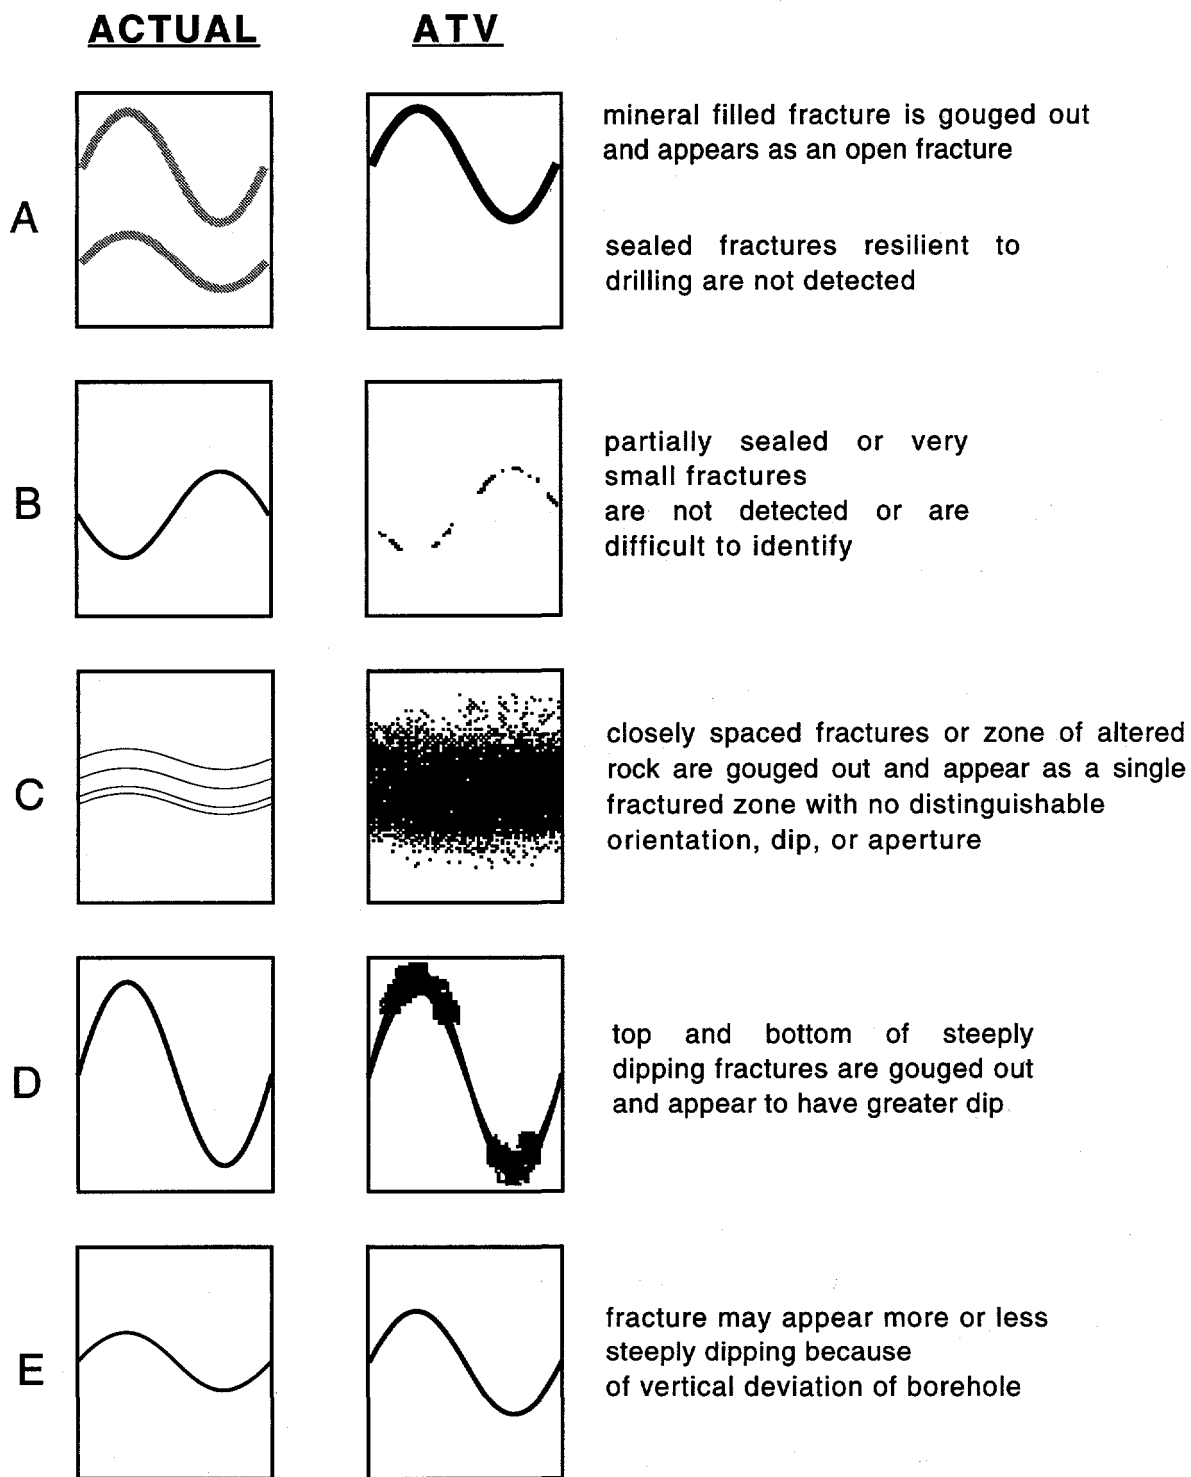 ACTUAL ATV
A
mineral filled fracture is gouged out
and appears as an open fracture
sealed fractures resilient to
drilling are not detected
B
partially sealed or very
small fractures
are not detected or are
difficult to identify
C
closely spaced fractures or zone of altered
rock are gouged out and appear as a single
fractured zone with no distinguishable
orientation, dip, or aperture
D
top and bottom of steeply
dipping fractures are gouged out
and appear to have greater dip
E
fracture may appear more or less
steeply dipping because
of vertical deviation of borehole